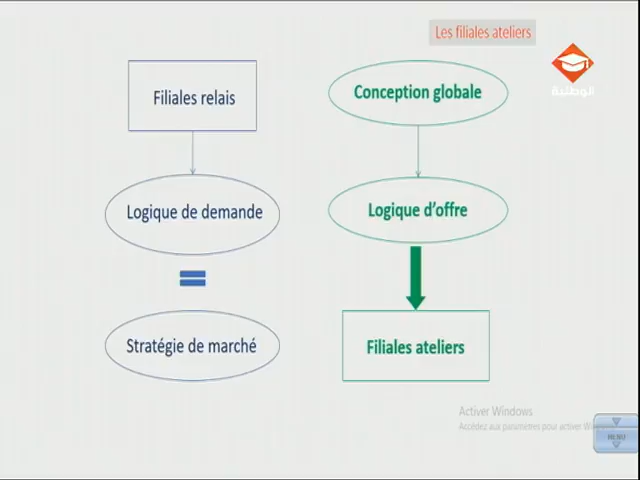 Les filiales ateliers
الوطنية
Filiales relais
Conception globale
Logique de demande
Logique d’offre
Stratégie de marché
Filiales ateliers
Activer Windows
Accédez aux paramètres pour activer Windows.
MENU